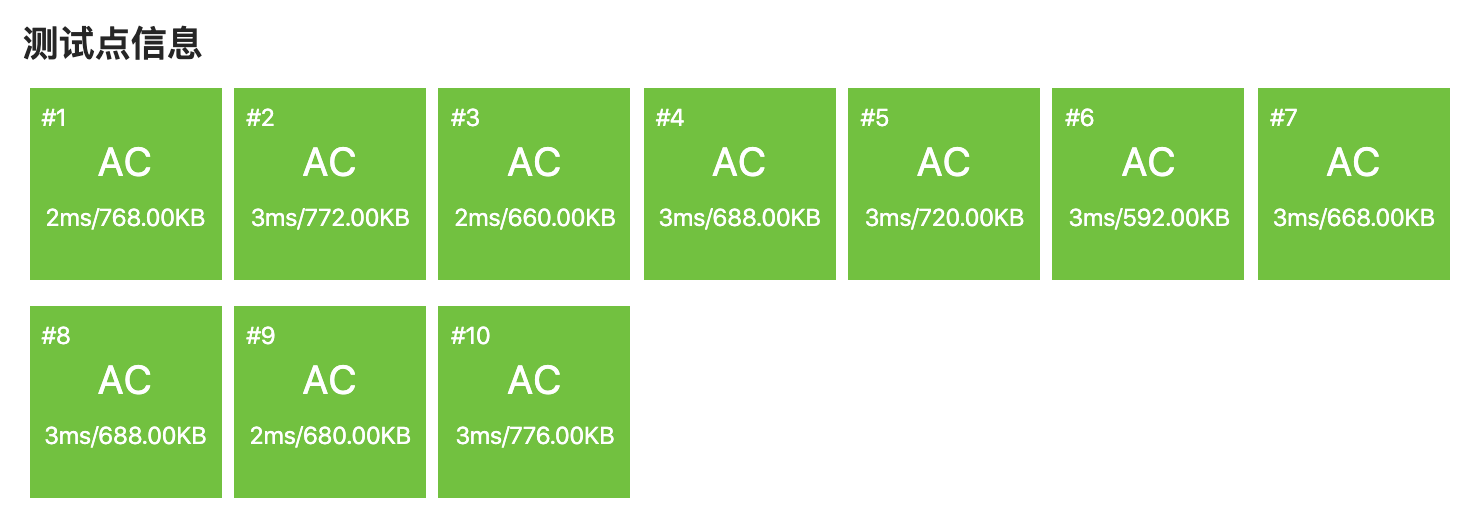 测试点信息
#1 #2 #3 #4 #5 #6 #7
AC AC AC AC AC AC AC
2ms/768.00KB 3ms/772.00KB 2ms/660.00KB 3ms/688.00KB 3ms/720.00KB 3ms/592.00KB 3ms/668.00KB
#8 #9 #10
AC AC AC
3ms/688.00KB 2ms/680.00KB 3ms/776.00KB